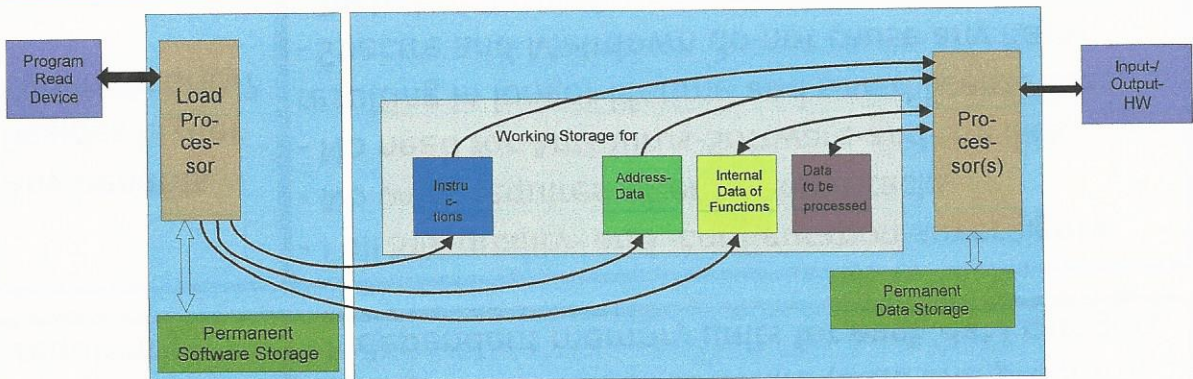 Program
Read
Device
Load
Pro-
ces-
sor
Permanent
Software Storage
Working Storage for
Instru
c-
tions
Address-
Data
Internal
Data of
Functions
Data
to be
processed
Pro-
ces-
sor(s)
Input-/
Output-
HW
Permanent
Data Storage